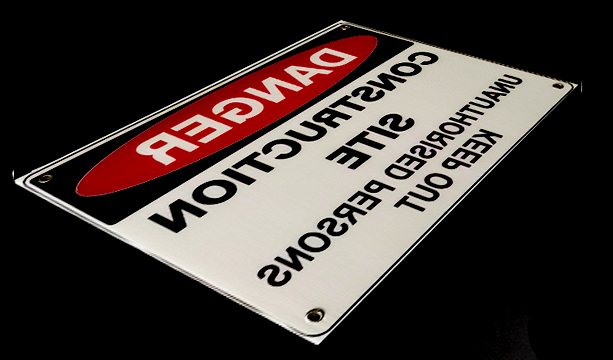 DANGER
CONSTRUCTION
SITE
UNAUTHORISED PERSONS
KEEP OUT